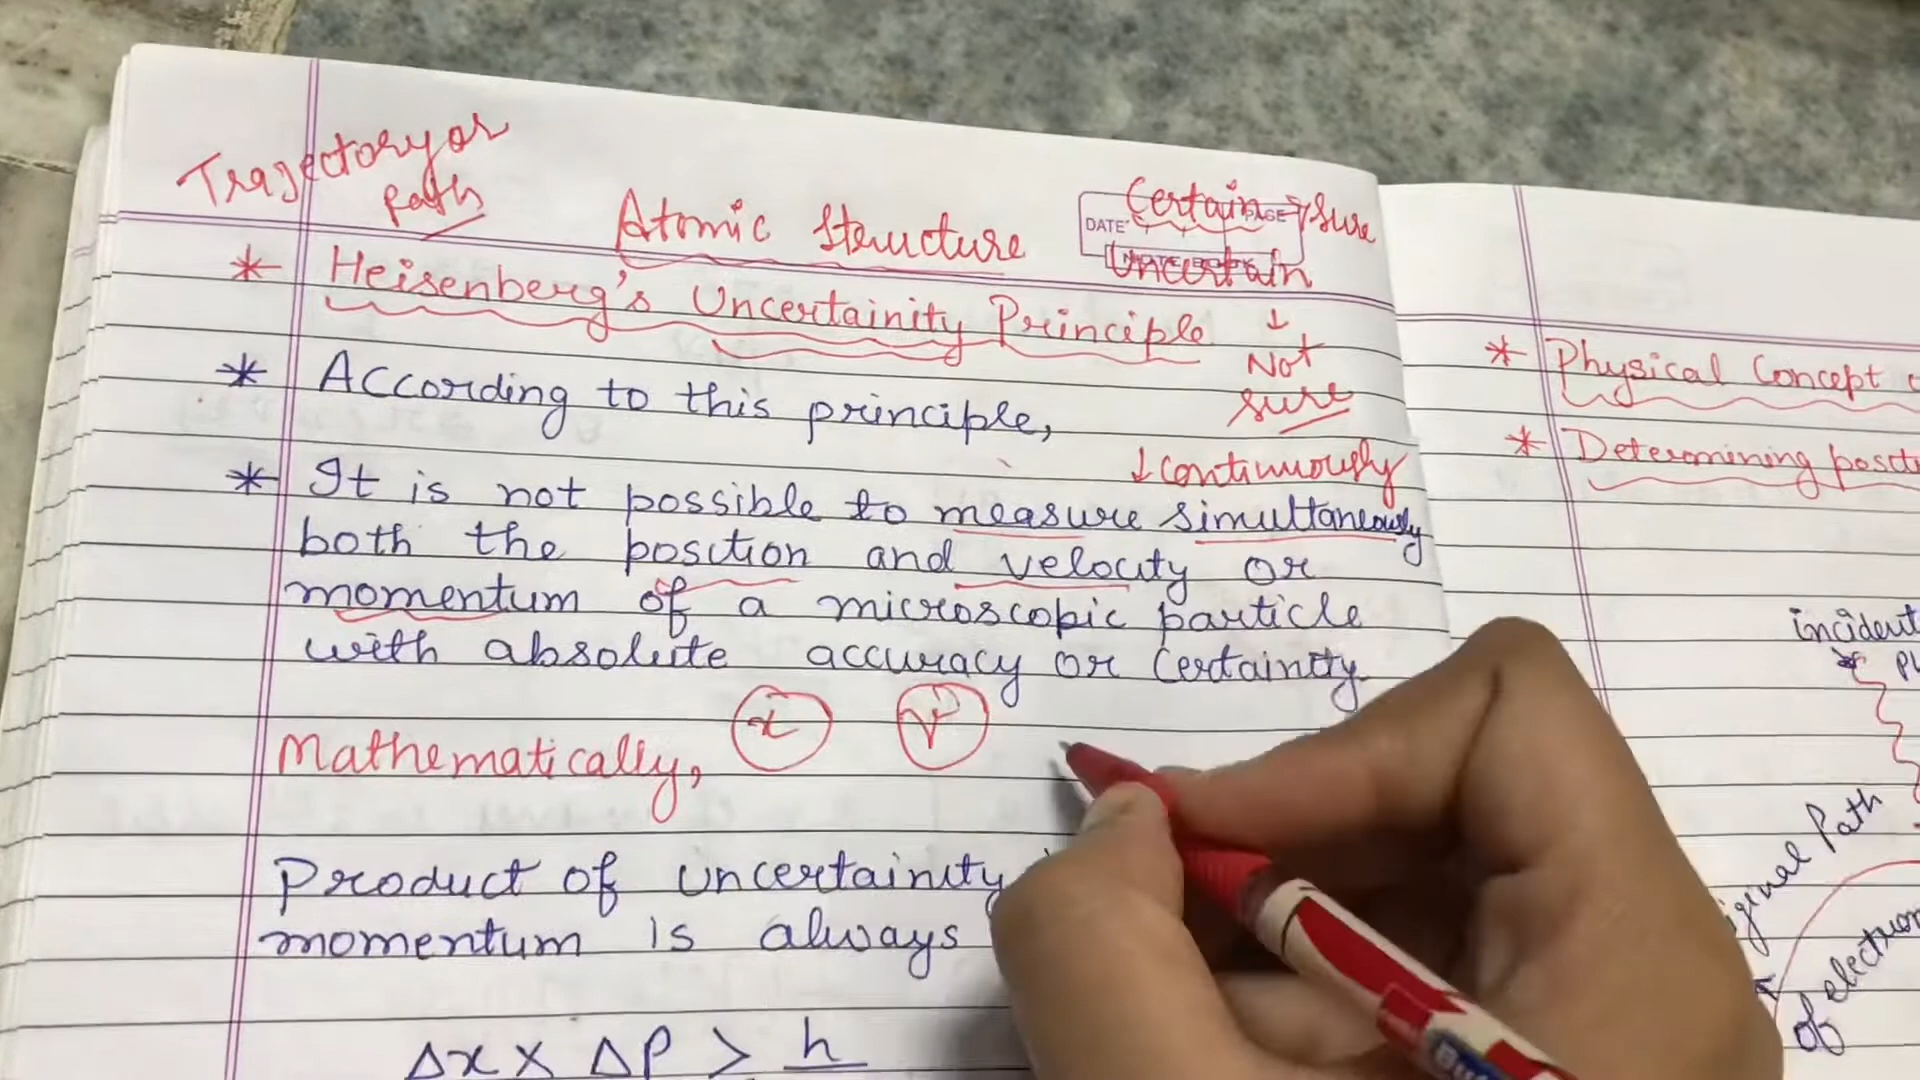 Trajectory or
path
Atomic Structure
Certain → Sure
DATE
PAGE
Uncertain
↓
Not
sure
* Heisenberg's Uncertainity Principle
* According to this principle,
↓ continuously
* It is not possible to measure simultaneously
both the position and velocity or
momentum of a microscopic particle
with absolute accuracy or Certainty
Mathematically, x v
Product of uncertainity
momentum is always
Δx x Δp > h
* Physical Concept
* Determining
incident
Path
of electron